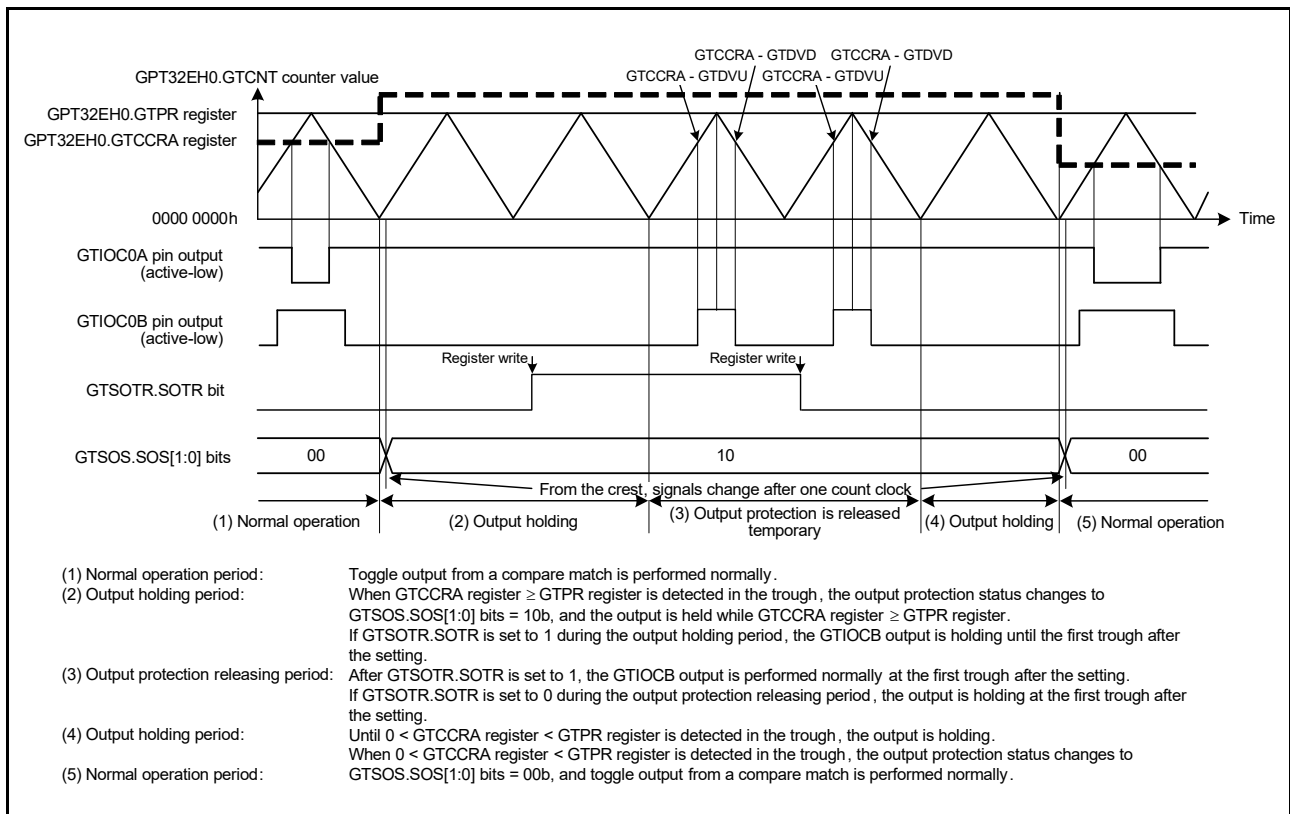 GTCCRA - GTDVD GTCCRA - GTDVD
GPT32EH0.GTCNT counter value
GTCCRA - GTDVU GTCCRA - GTDVU
GPT32EH0.GTPR register
GPT32EH0.GTCCRA register
0000 0000h
Time
GTIOC0A pin output
(active-low)
GTIOC0B pin output
(active-low)
Register write
Register write
GTSOTR.SOTR bit
GTSOS.SOS[1:0] bits
00
10
00
From the crest, signals change after one count clock
(1) Normal operation
(2) Output holding
(3) Output protection is released
temporary
(4) Output holding
(5) Normal operation
(1) Normal operation period: Toggle output from a compare match is performed normally.
(2) Output holding period: When GTCCRA register ≥ GTPR register is detected in the trough, the output protection status changes to
GTSOS.SOS[1:0] bits = 10b, and the output is held while GTCCRA register ≥ GTPR register.
If GTSOTR.SOTR is set to 1 during the output holding period, the GTIOCB output is holding until the first trough after
the setting.
(3) Output protection releasing period: After GTSOTR.SOTR is set to 1, the GTIOCB output is performed normally at the first trough after the setting.
If GTSOTR.SOTR is set to 0 during the output protection releasing period, the output is holding at the first trough after
the setting.
(4) Output holding period: Until 0 < GTCCRA register < GTPR register is detected in the trough, the output is holding.
When 0 < GTCCRA register < GTPR register is detected in the trough, the output protection status changes to
(5) Normal operation period: GTSOS.SOS[1:0] bits = 00b, and toggle output from a compare match is performed normally.